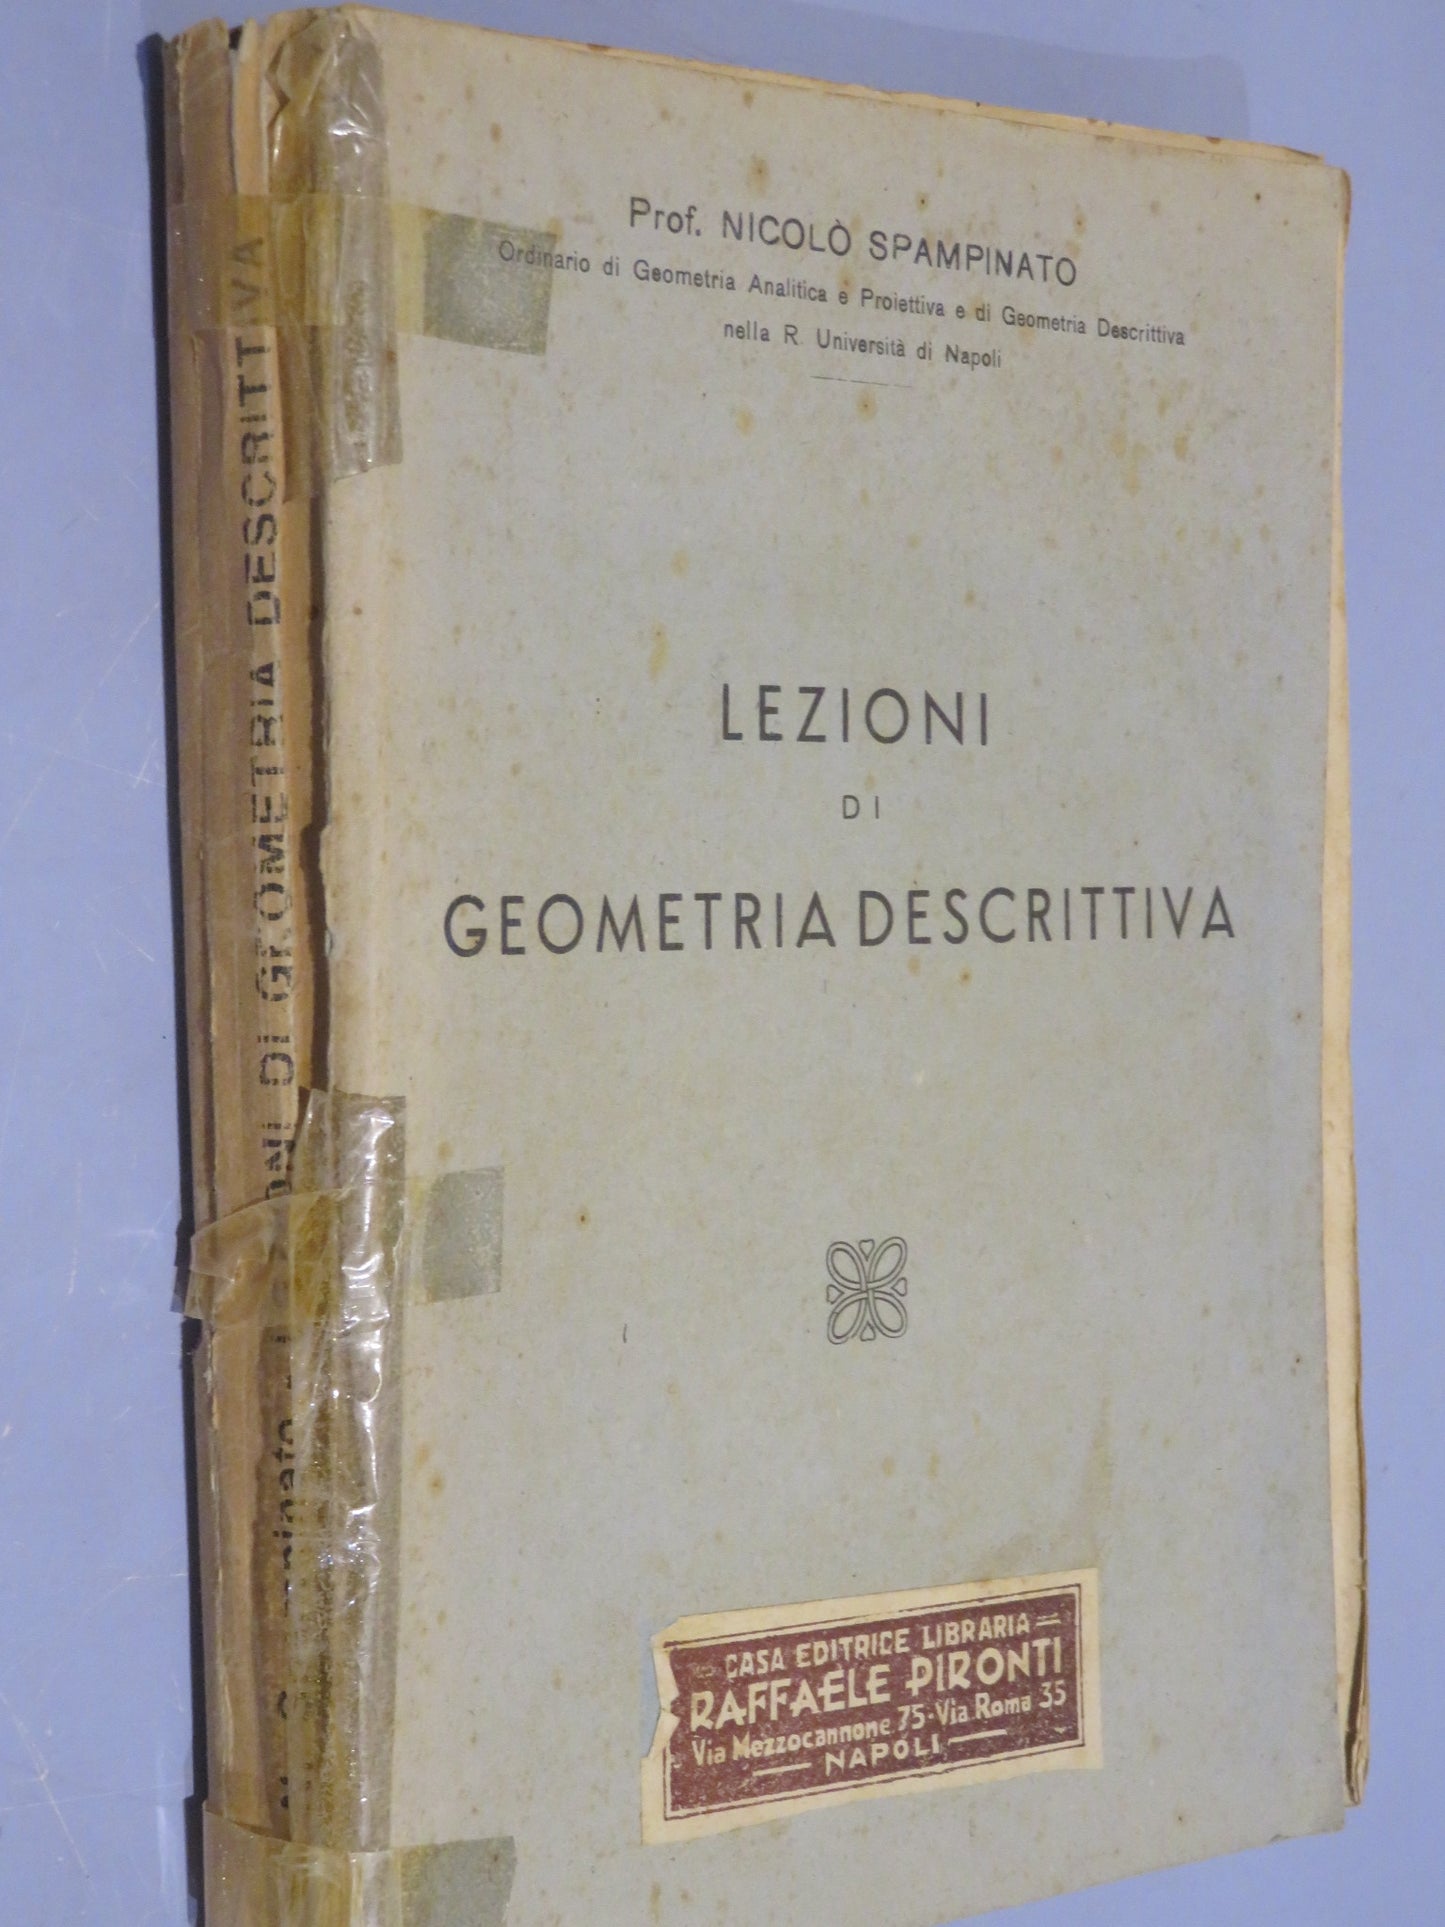 Prof. NICOLÒ SPAMPINATO
Ordinario di Geometria Analitica e Proiettiva e di Geometria Descrittiva
nella R. Università di Napoli
LEZIONI
DI
GEOMETRIA DESCRITTIVA
CASA EDITRICE LIBRARIA
RAFFAELE PIRONTI
Via Mezzocannone 75-Via Roma 35
NAPOLI
DI GEOMETRIA DESCRITTIVA